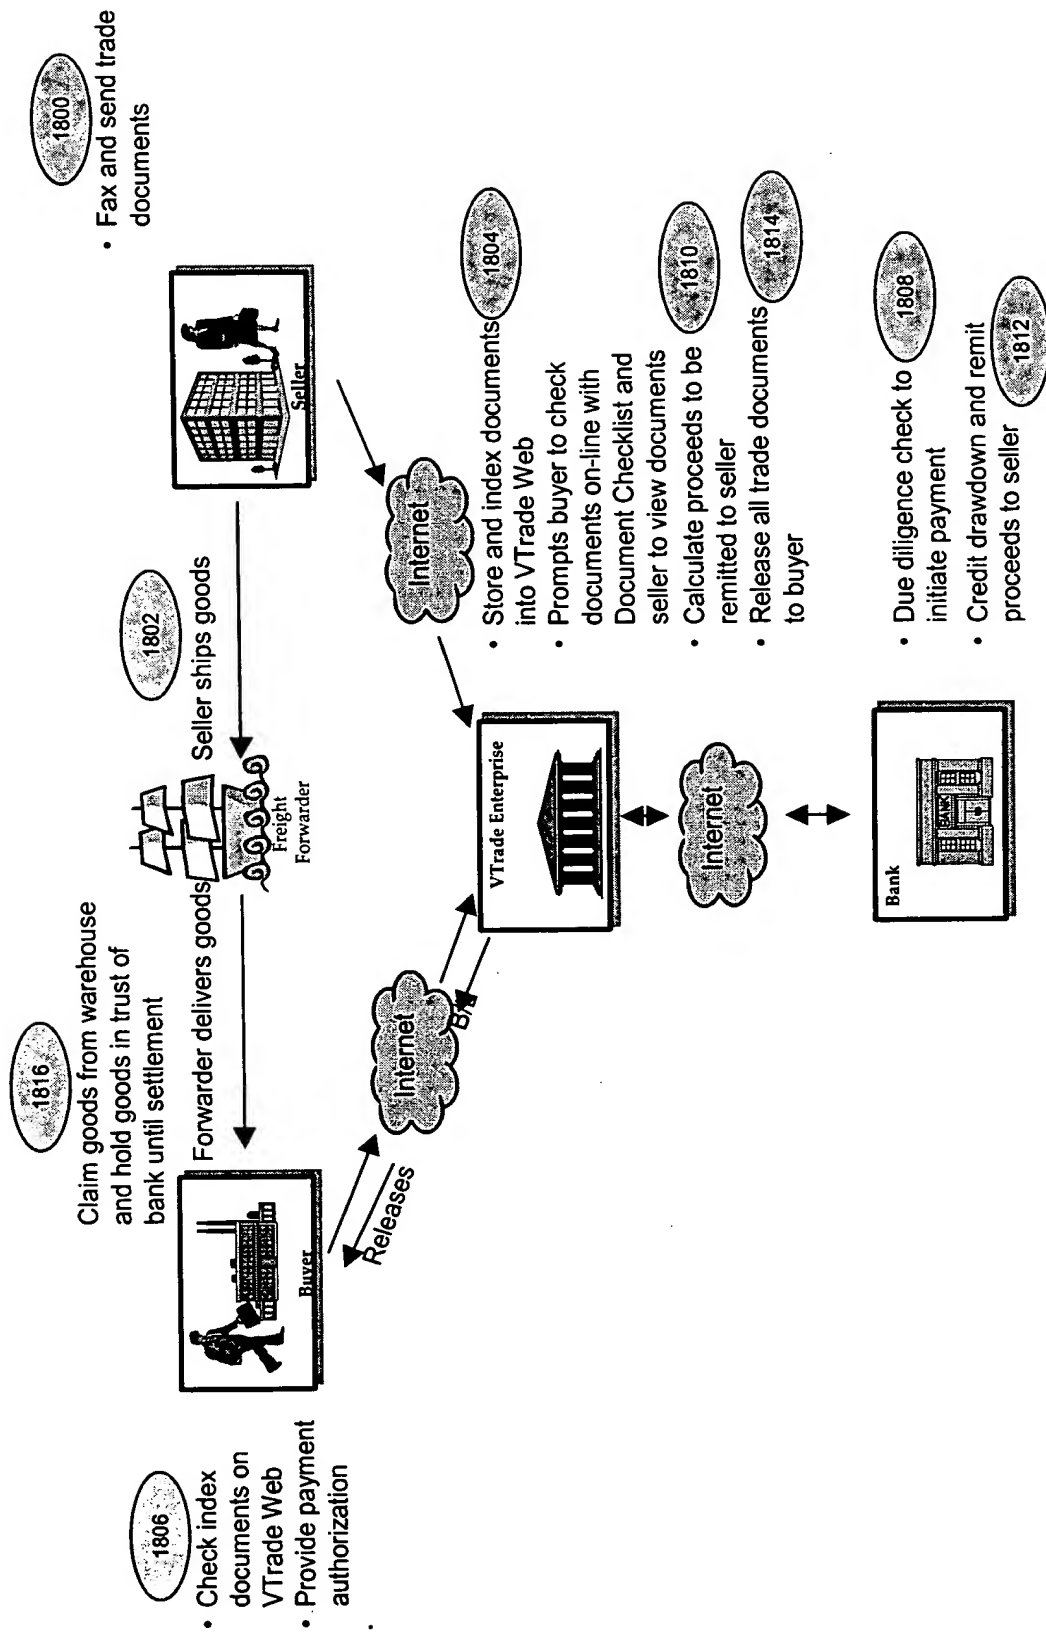 1816
Claim goods from warehouse
and hold goods in trust of
bank until settlement
1800
• Fax and send trade
documents
1802
Forwarder delivers goods
Seller ships goods
Freight
Forwarder
Buyer
Seller
1806
• Check index
documents on
VTrade Web
• Provide payment
authorization
Releases
Internet
B/L
Internet
VTrade Enterprise
• Store and index documents
into VTrade Web
1804
• Prompts buyer to check
documents on-line with
Document Checklist and
seller to view documents
• Calculate proceeds to be
remitted to seller
1810
• Release all trade documents
to buyer
1814
Internet
Bank
BANK
• Due diligence check to
initiate payment
1808
• Credit drawdown and remit
proceeds to seller
1812